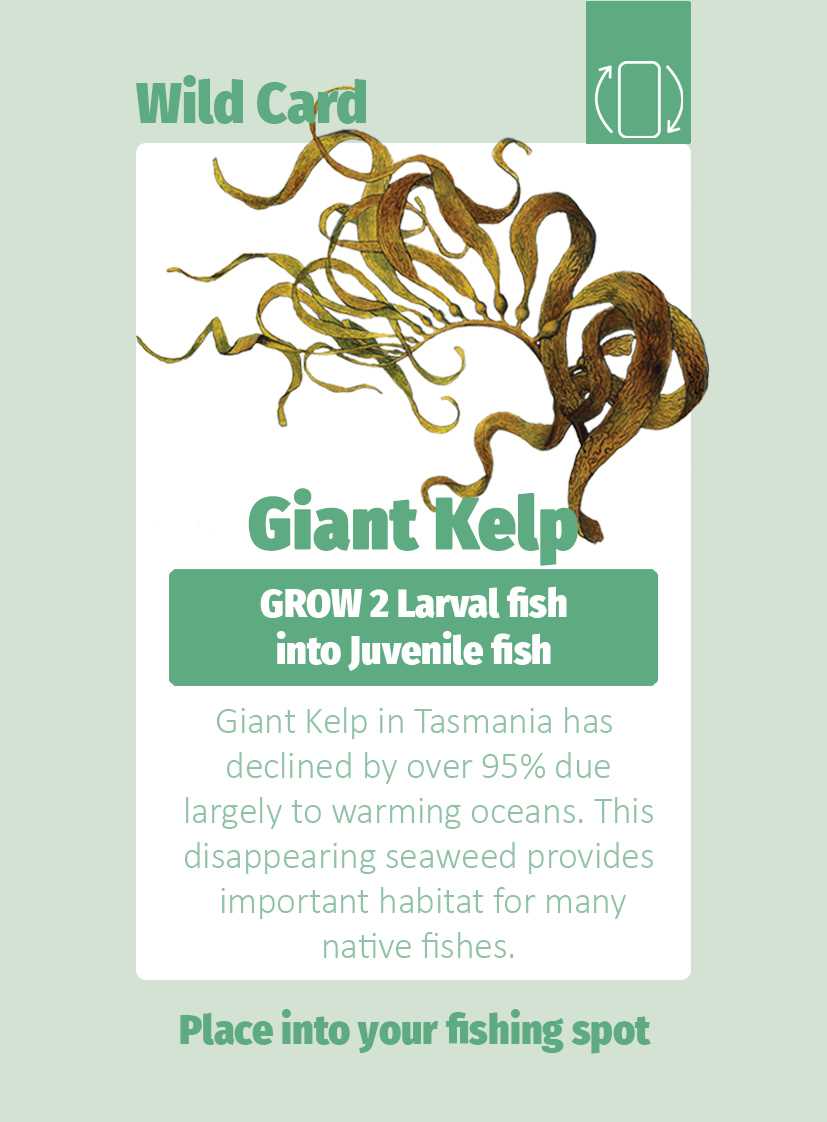 Wild Card
Giant Kelp
GROW 2 Larval fish
into Juvenile fish
Giant Kelp in Tasmania has
declined by over 95% due
largely to warming oceans. This
disappearing seaweed provides
important habitat for many
native fishes.
Place into your fishing spot